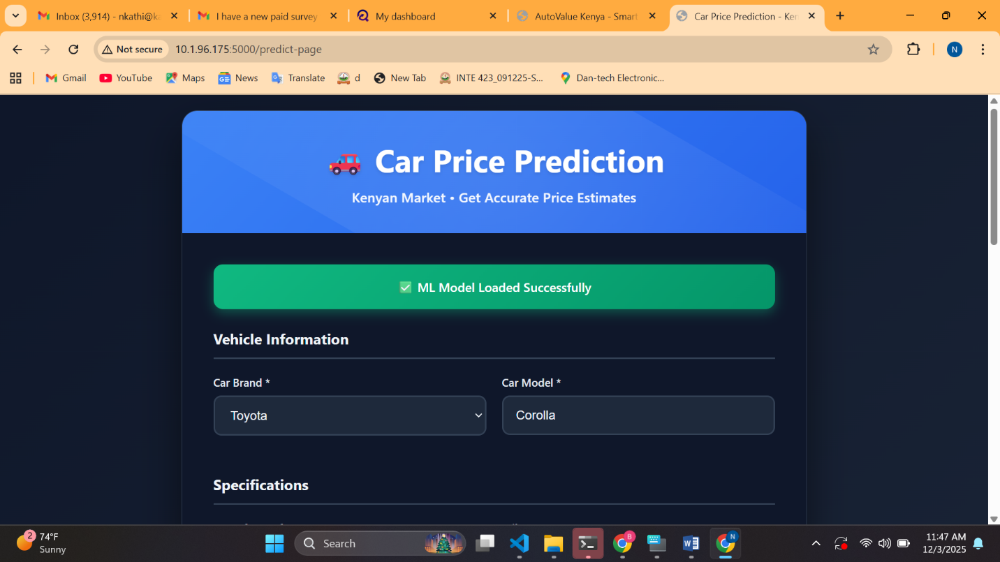 Inbox (3,914) - nkathi@k
I have a new paid survey
My dashboard
AutoValue Kenya - Smart
Car Price Prediction - Ken
Not secure
10.1.96.175:5000/predict-page
N
Gmail
YouTube
Maps
News
Translate
d
New Tab
INTE 423_091225-S...
Dan-tech Electronic...
Car Price Prediction
Kenyan Market • Get Accurate Price Estimates
✅ ML Model Loaded Successfully
Vehicle Information
Car Brand *
Car Model *
Toyota
Corolla
Specifications
2
74°F
Sunny
Search
B
N
11:47 AM
12/3/2025